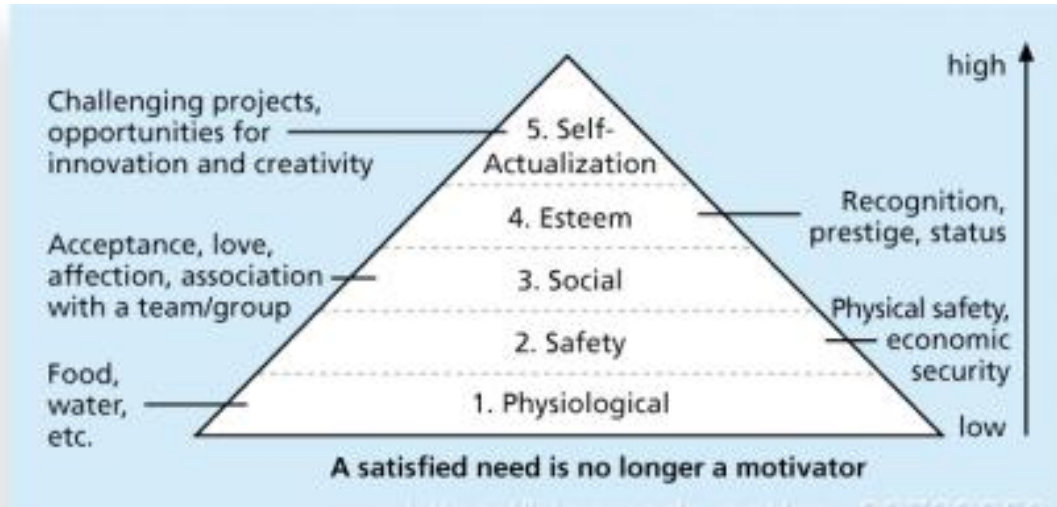 high
Challenging projects,
opportunities for
innovation and creativity
5. Self-
Actualization
4. Esteem
Recognition,
prestige, status
Acceptance, love,
affection, association
with a team/group
3. Social
2. Safety
Physical safety,
economic
security
Food,
water,
etc.
1. Physiological
low
A satisfied need is no longer a motivator